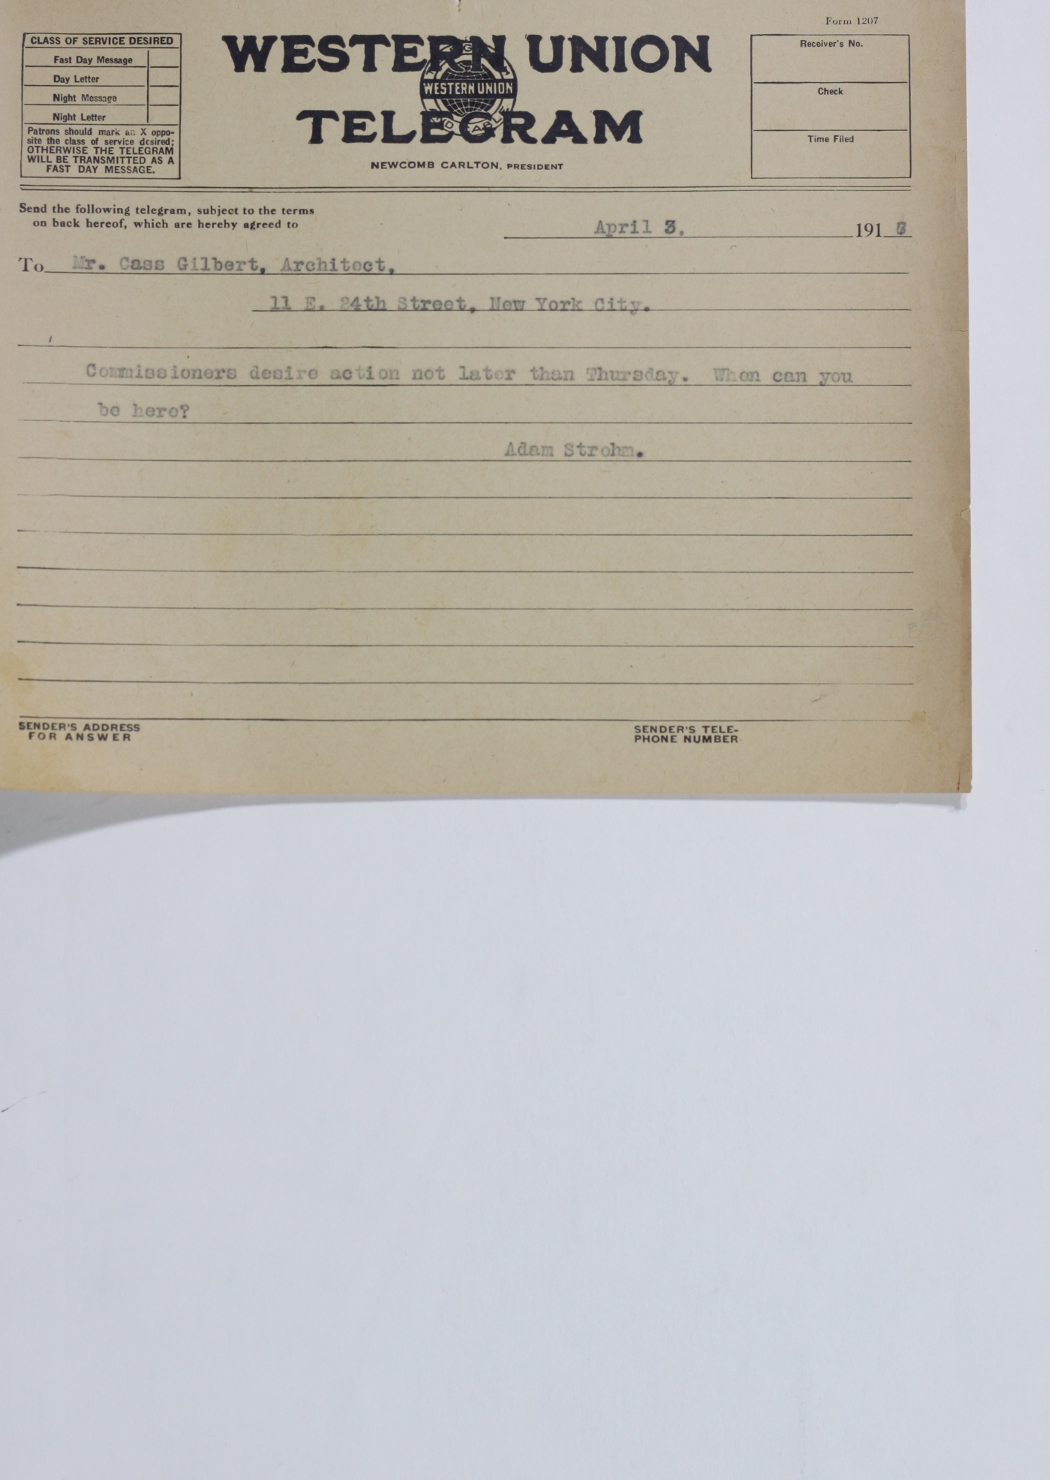 Form 1207
CLASS OF SERVICE DESIRED
Fast Day Message
Day Letter
Night Message
Night Letter
Patrons should mark an X oppo-
site the class of service desired;
OTHERWISE THE TELEGRAM
WILL BE TRANSMITTED AS A
FAST DAY MESSAGE.
WESTERN UNION
WESTERN UNION
TELEGRAM
NEWCOMB CARLTON, PRESIDENT
Receiver's No.
Check
Time Filed
Send the following telegram, subject to the terms
on back hereof, which are hereby agreed to
April 3, 191
To Mr. Cass Gilbert, Architect,
11 E. 24th Street, New York City.
Commissioners desire action not later than Thursday. When can you
be here?
Adam Strohm.
SENDER'S ADDRESS
FOR ANSWER
SENDER'S TELE-
PHONE NUMBER